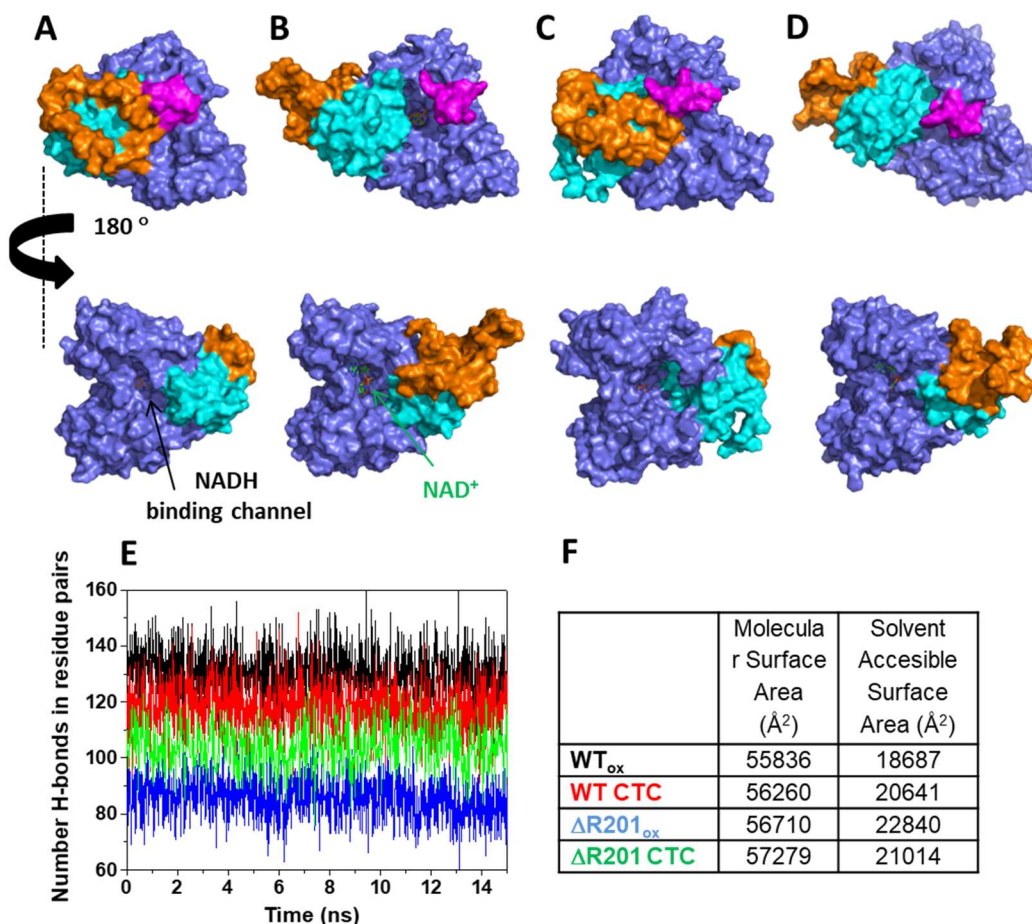 A B C D
180 º
NADH
binding channel
NAD+
E
Number H-bonds in residue pairs
160
140
120
100
80
60
0 2 4 6 8 10 12 14
Time (ns)
F
Molecula
r Surface
Area
(Å²)
Solvent
Accesible
Surface
Area (Å²)
WTox 55836 18687
WT CTC 56260 20641
ΔR201ox 56710 22840
ΔR201 CTC 57279 21014